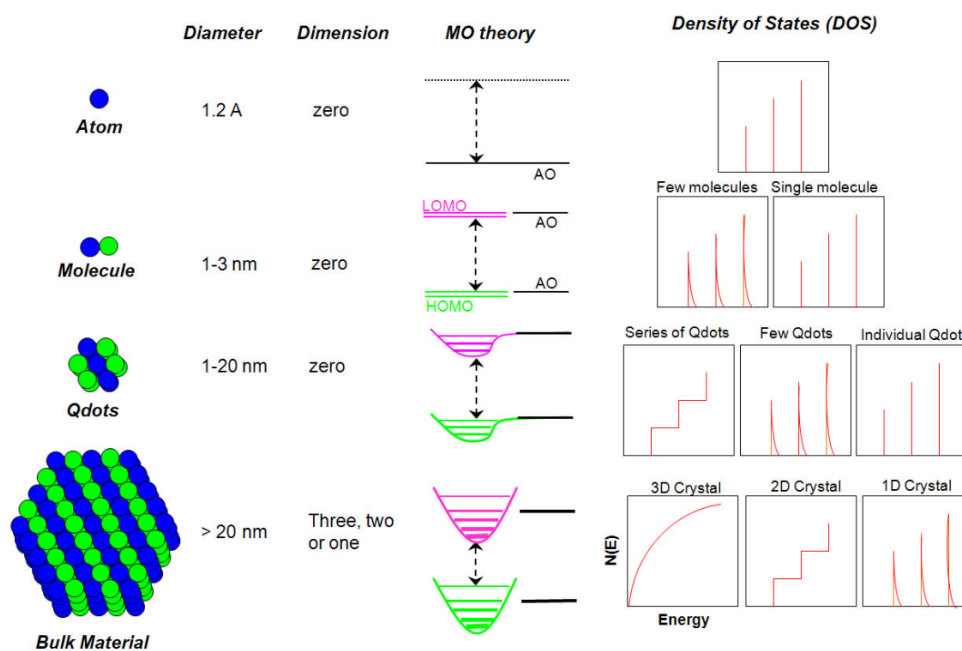 Diameter Dimension MO theory Density of States (DOS)
Atom 1.2 A zero
AO
Few molecules Single molecule
LOMO AO
Molecule 1-3 nm zero
HOMO AO
Series of Qdots Few Qdots Individual Qdot
Qdots 1-20 nm zero
3D Crystal 2D Crystal 1D Crystal
> 20 nm Three, two
or one
N(E)
Energy
Bulk Material